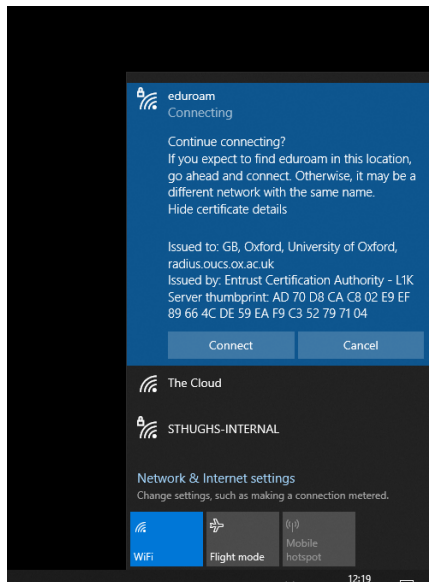 eduroam
Connecting
Continue connecting?
If you expect to find eduroam in this location,
go ahead and connect. Otherwise, it may be a
different network with the same name.
Hide certificate details
Issued to: GB, Oxford, University of Oxford,
radius.oucs.ox.ac.uk
Issued by: Entrust Certification Authority - L1K
Server thumbprint: AD 70 D8 CA C8 02 E9 EF
89 66 4C DE 59 EA F9 C3 52 79 71 04
Connect
Cancel
The Cloud
STHUGHS-INTERNAL
Network & Internet settings
Change settings, such as making a connection metered.
WiFi
Flight mode
Mobile
hotspot
12:19